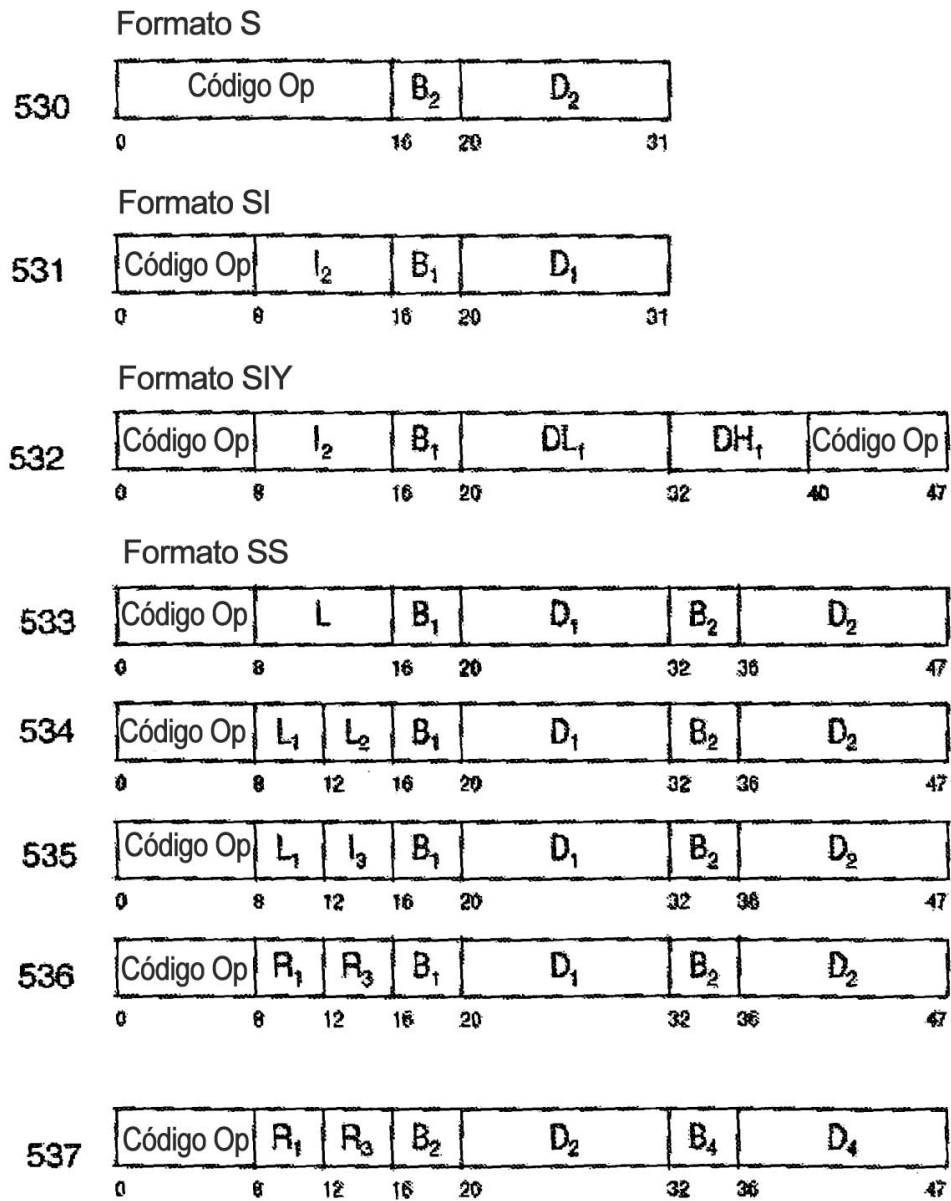 Formato S
530 Código Op B₂ D₂
0 16 20 31
Formato SI
531 Código Op I₂ B₁ D₁
0 8 16 20 31
Formato SIY
532 Código Op I₂ B₁ DL₁ DH₁ Código Op
0 8 16 20 32 40 47
Formato SS
533 Código Op L B₁ D₁ B₂ D₂
0 8 16 20 32 36 47
534 Código Op L₁ L₂ B₁ D₁ B₂ D₂
0 8 12 16 20 32 36 47
535 Código Op L₁ I₃ B₁ D₁ B₂ D₂
0 8 12 16 20 32 36 47
536 Código Op R₁ R₃ B₁ D₁ B₂ D₂
0 8 12 16 20 32 36 47
537 Código Op R₁ R₃ B₂ D₂ B₄ D₄
0 8 12 16 20 32 36 47